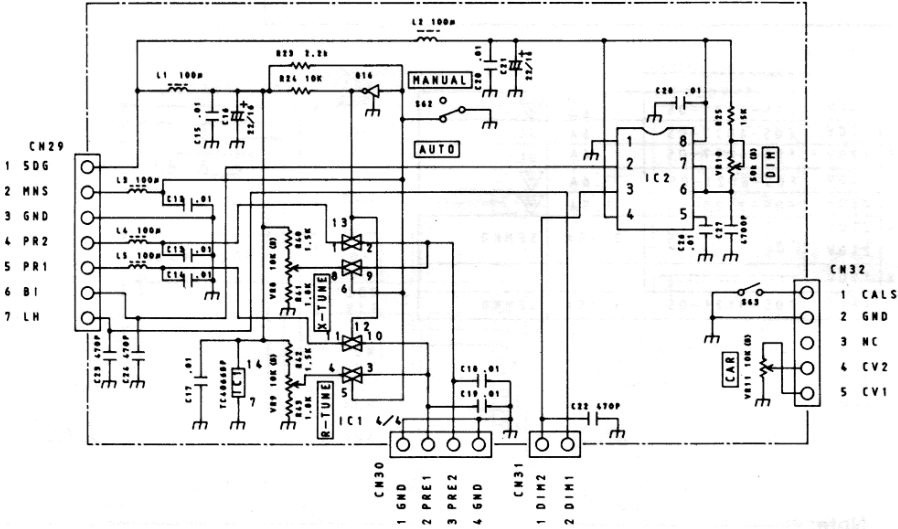 L2 100μ
R23 2.2k
L1 100μ
R24 10K
Q16
MANUAL
S62
AUTO
C15 .01
C16
22/16
C20 .01
C21
22/16
C20 .01
R25
15K
VR10
50k (B)
DIM
IC2
1
2
3
4
8
7
6
5
C28
.01
C27
4700P
CN29
1 5DG
2 MNS
3 GND
4 PR2
5 PR1
6 BI
7 LH
L3 100μ
C12 .01
L4 100μ
C13 .01
L5 100μ
C14 .01
C23 470P
C24 470P
13
1
2
8
9
6
R40
1.5K
VR8
10K (B)
R41
1.0K
X-TUNE
12
11
10
4
3
5
R42
1.5K
VR9 10K (B)
R43
1.0K
R-TUNE
IC1 4/4
C17 .01
TC4066BP
IC1
14
7
C18 .01
C19 .01
C22 470P
CN30
1 GND
2 PRE1
3 PRE2
4 GND
CN31
1 DIM2
2 DIM1
CN32
1 CALS
2 GND
3 NC
4 CV2
5 CV1
S63
CAR
VR11 10K (B)